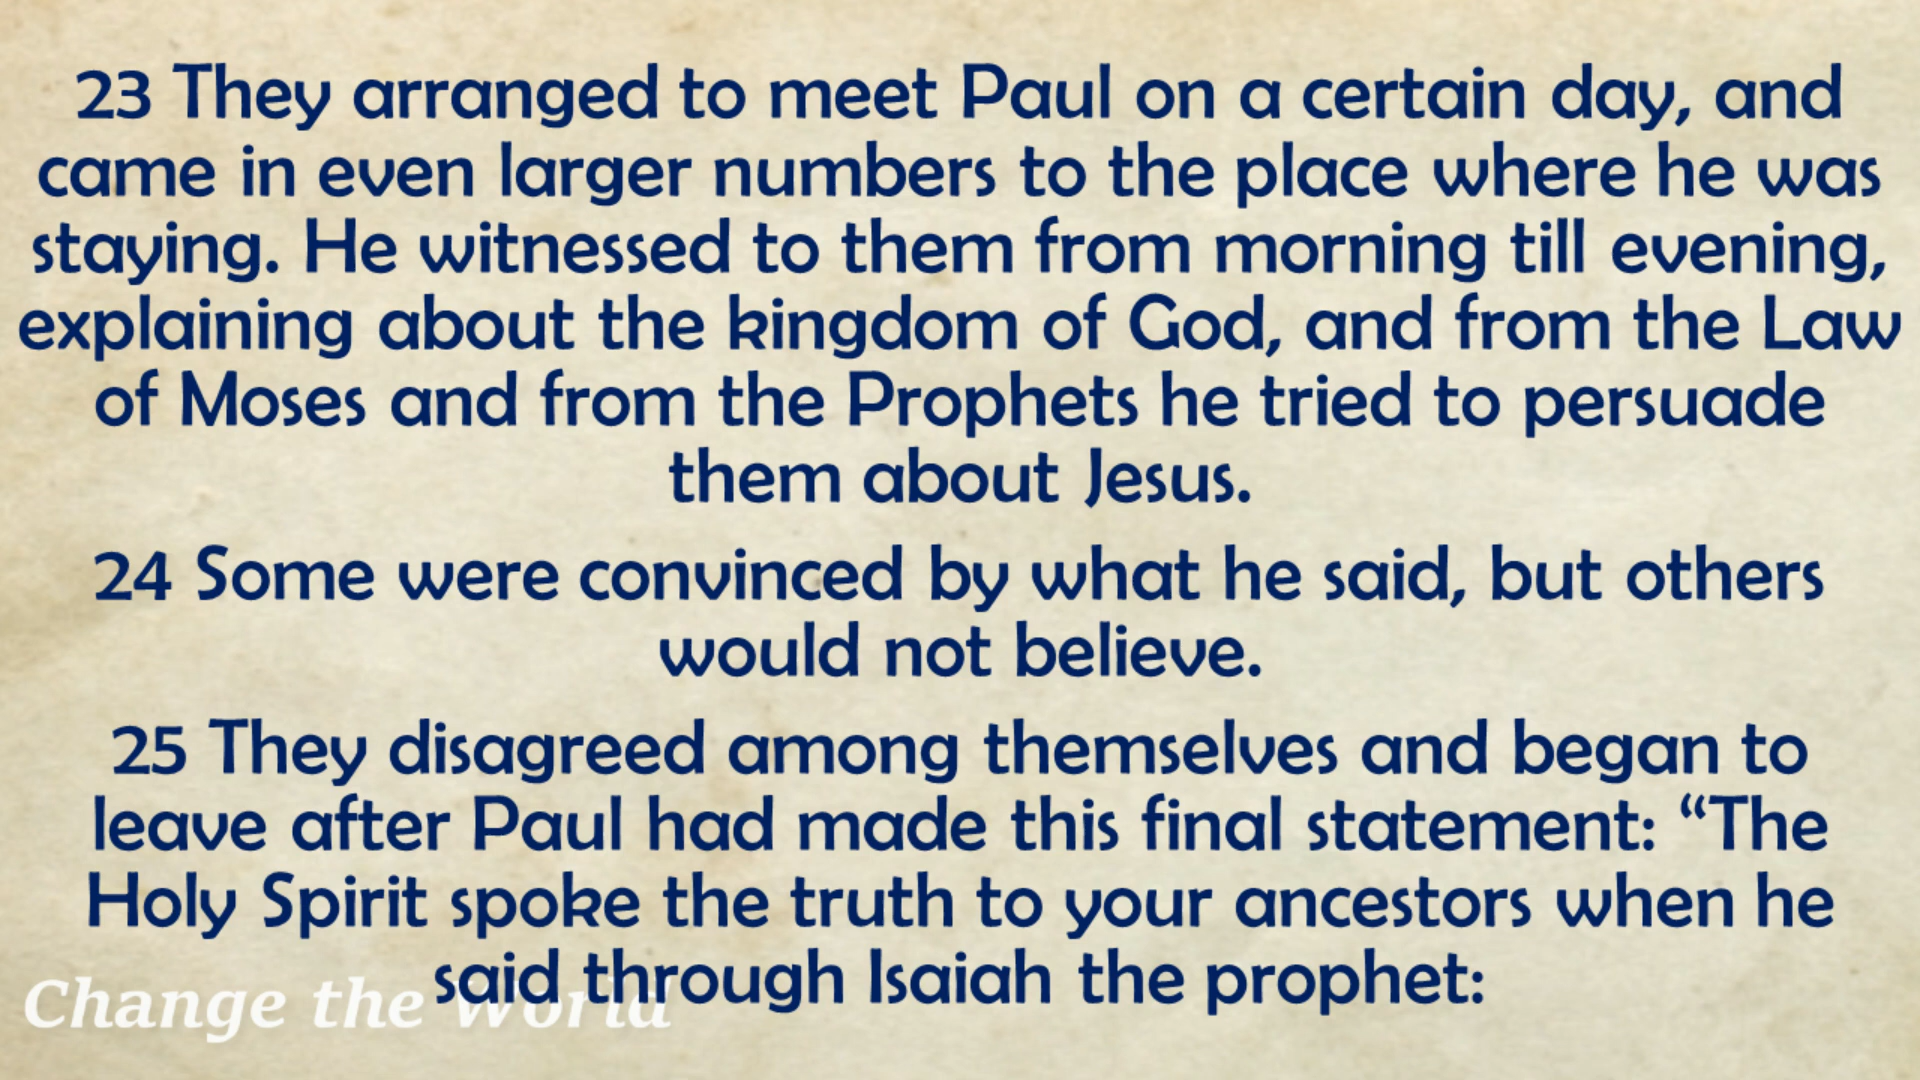 23 They arranged to meet Paul on a certain day, and
came in even larger numbers to the place where he was
staying. He witnessed to them from morning till evening,
explaining about the kingdom of God, and from the Law
of Moses and from the Prophets he tried to persuade
them about Jesus.
24 Some were convinced by what he said, but others
would not believe.
25 They disagreed among themselves and began to
leave after Paul had made this final statement: “The
Holy Spirit spoke the truth to your ancestors when he
said through Isaiah the prophet:
Change the World